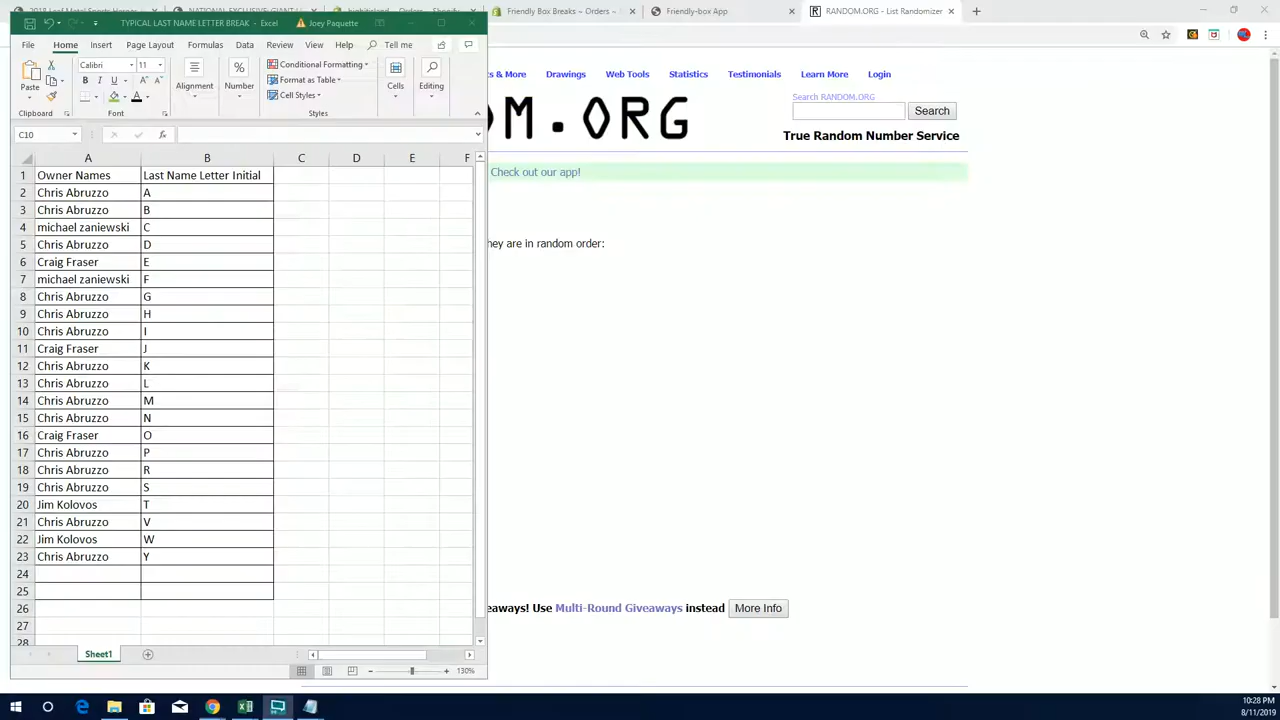 TYPICAL LAST NAME LETTER BREAK - Excel
Joey Paquette
Friendly Box Breaks – Orders –
Friendly-box App
RANDOM.ORG - List Randomizer
File Home Insert Page Layout Formulas Data Review View Help Tell me
Paste
Calibri 11
B I U
A A
Alignment
Number
Conditional Formatting
Format as Table
Cell Styles
Cells
Editing
Clipboard Font Styles
C10
fx
A B C D E F
1 Owner Names Last Name Letter Initial
2 Chris Abruzzo A
3 Chris Abruzzo B
4 michael zaniewski C
5 Chris Abruzzo D
6 Craig Fraser E
7 michael zaniewski F
8 Chris Abruzzo G
9 Chris Abruzzo H
10 Chris Abruzzo I
11 Craig Fraser J
12 Chris Abruzzo K
13 Chris Abruzzo L
14 Chris Abruzzo M
15 Chris Abruzzo N
16 Craig Fraser O
17 Chris Abruzzo P
18 Chris Abruzzo R
19 Chris Abruzzo S
20 Jim Kolovos T
21 Chris Abruzzo V
22 Jim Kolovos W
23 Chris Abruzzo Y
24
25
26
27
28
Sheet1
130%
s & More Drawings Web Tools Statistics Testimonials Learn More Login
M.ORG
Search RANDOM.ORG
Search
True Random Number Service
Check out our app!
hey are in random order:
eaways! Use Multi-Round Giveaways instead More Info
10:28 PM
8/11/2019